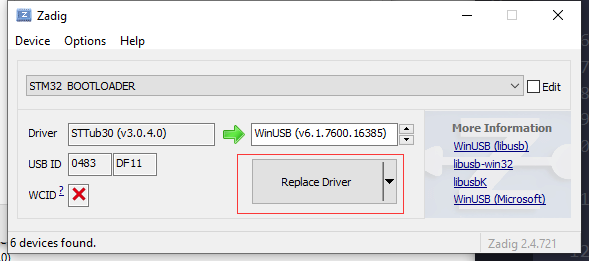 Zadig
Device Options Help
STM32 BOOTLOADER
Edit
Driver STTub30 (v3.0.4.0) WinUSB (v6.1.7600.16385)
USB ID 0483 DF11
WCID ?
Replace Driver
More Information
WinUSB (libusb)
libusb-win32
libusbK
WinUSB (Microsoft)
6 devices found.
Zadig 2.4.721